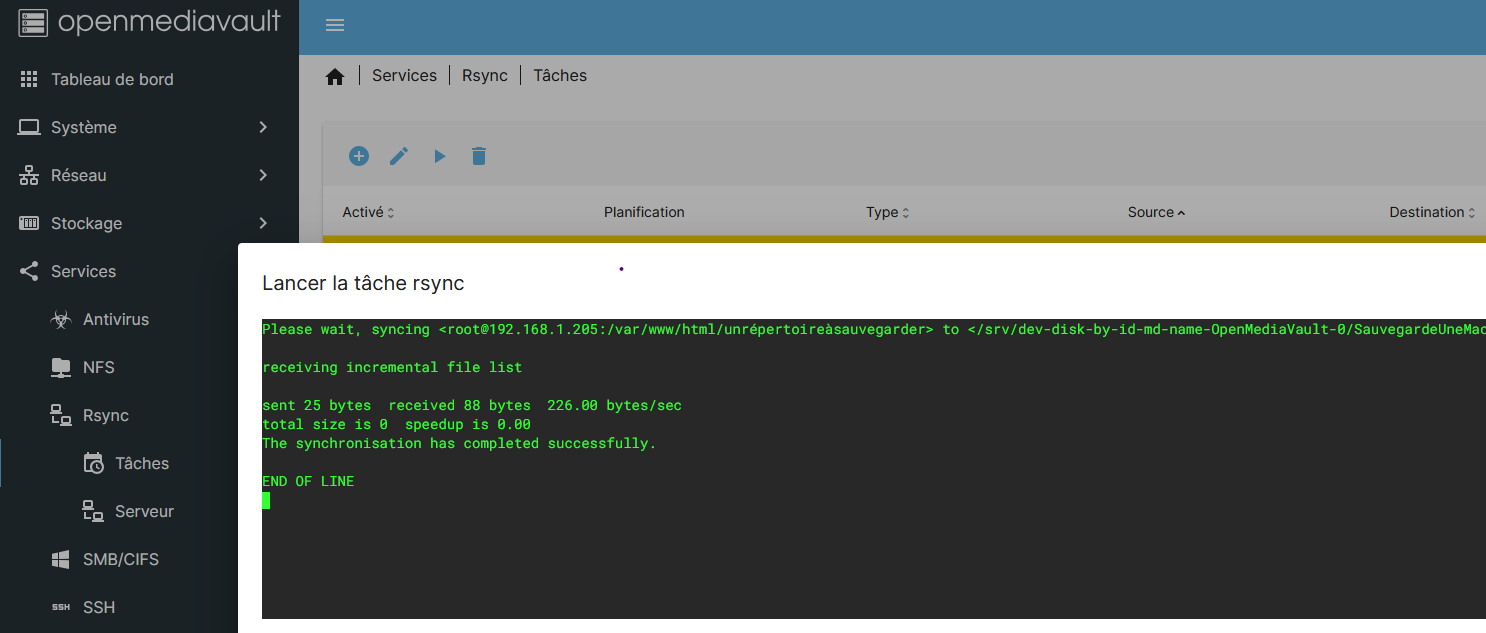 openmediavault
Tableau de bord
Système
Réseau
Stockage
Services
Antivirus
NFS
Rsync
Tâches
Serveur
SMB/CIFS
SSH SSH
Services | Rsync | Tâches
Activé Planification Type Source Destination
Lancer la tâche rsync
Please wait, syncing <root@192.168.1.205:/var/www/html/unrépertoireàsauvegarder> to </srv/dev-disk-by-id-md-name-OpenMediaVault-0/SauvegardeUneMac
receiving incremental file list
sent 25 bytes  received 88 bytes  226.00 bytes/sec
total size is 0  speedup is 0.00
The synchronisation has completed successfully.
END OF LINE